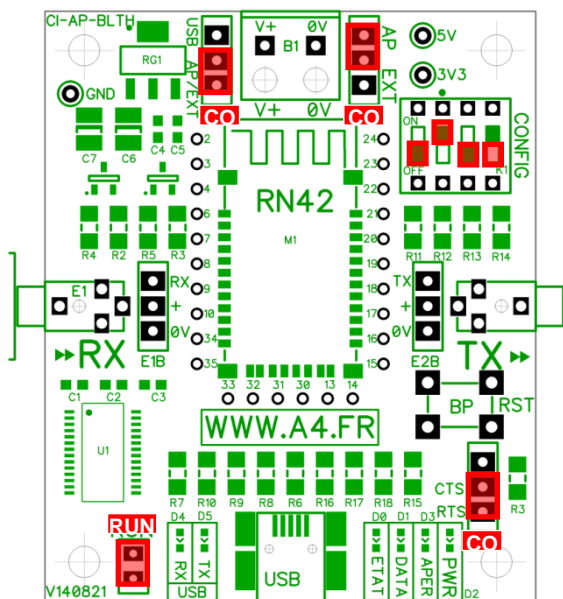 CI-AP-BLTH
USB
AP/EXT
V+ B1 0V
V+ 0V
AP
EXT
5V
3V3
RG1
GND
CO
CO
ON
OFF
K1
CONFIG
C7 C6 C4 C5
2
3
4
6
7
8
9
10
34
35
24
23
22
21
20
19
18
17
16
15
RN42
M1
R4 R2 R5 R3
R11 R12 R13 R14
E1
RX
+
0V
E1B
RX
TX
+
0V
E2B
TX
33 32 31 30 13 14
C1 C2 C3
U1
WWW.A4.FR
BP
RST
CTS
RTS
CO
R3
R7 R10 R9 R8 R6 R16 R17 R18 R15
RUN
V140821
D4 D5
RX TX
USB
USB
D0 D1 D3
ETAT DATA APER PWR
D2